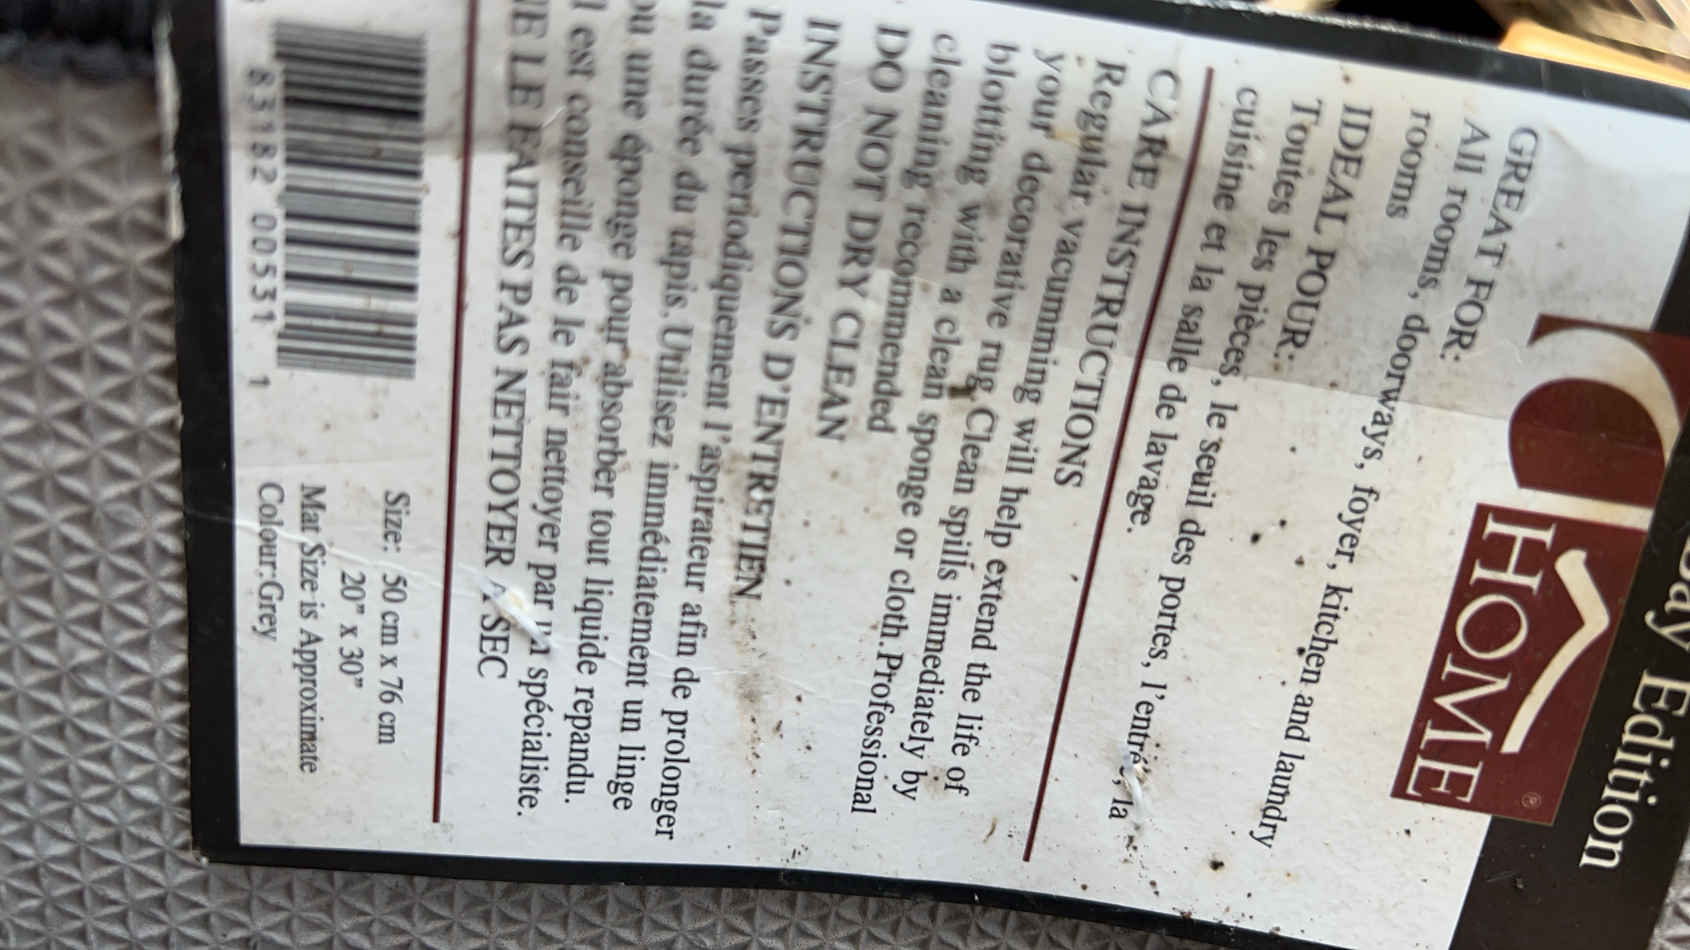 Edition
HOME®
GREAT FOR:
All rooms, doorways, foyer, kitchen and laundry
rooms
IDEAL POUR:
Toutes les pièces, le seuil des portes, l'entrée, la
cuisine et la salle de lavage.
CARE INSTRUCTIONS
Regular vacumming will help extend the life of
your decorative rug. Clean spills immediately by
blotting with a clean sponge or cloth. Professional
cleaning recommended
DO NOT DRY CLEAN
INSTRUCTIONS D'ENTRETIEN
Passes periodiquement l'aspirateur afin de prolonger
la durée du tapis. Utilisez immédiatement un linge
ou une éponge pour absorber tout liquide repandu.
l est conseille de le fair nettoyer par un spécialiste.
NE LE FAITES PAS NETTOYER A SEC
Size: 50 cm x 76 cm
20" x 30"
Mat Size is Approximate
Colour: Grey
83182 00531 1